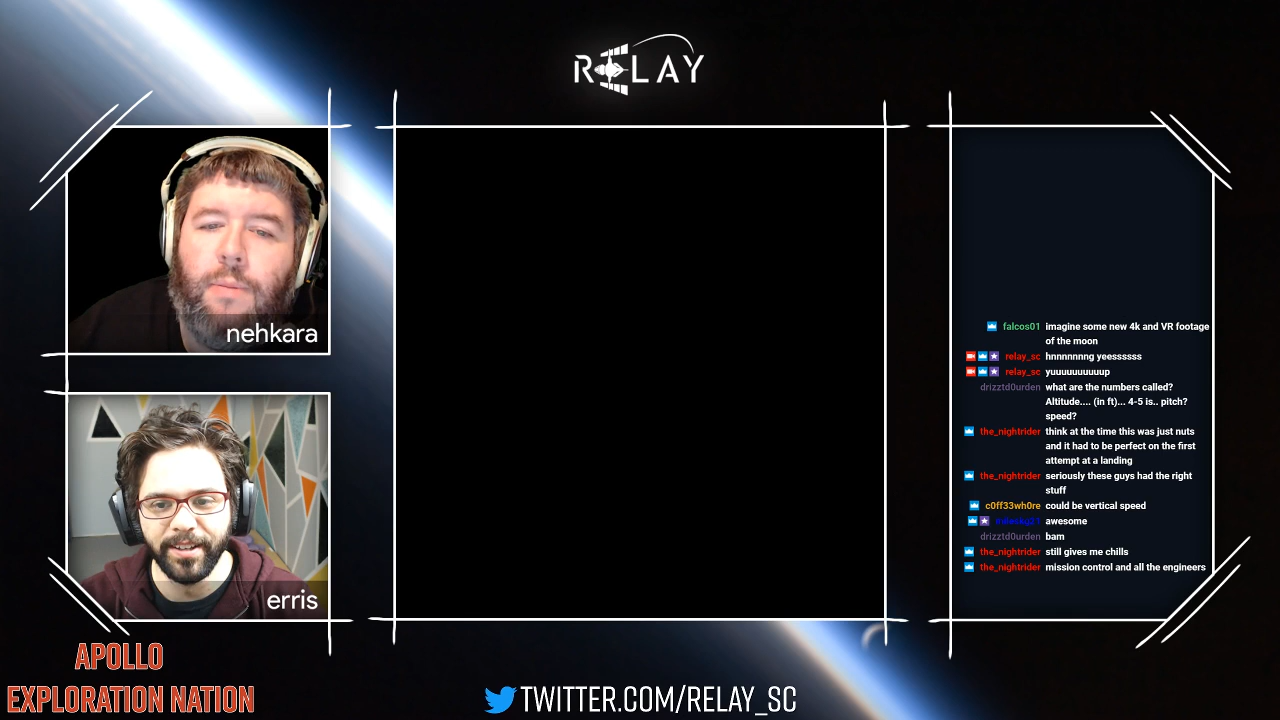 RELAY
nehkara
erris
falcos01 imagine some new 4k and VR footage
of the moon
relay_sc hnnnnnng yeessssss
relay_sc yuuuuuuuuuup
drizztd0urden what are the numbers called?
Altitude.... (in ft)... 4-5 is.. pitch?
speed?
the_nightrider think at the time this was just nuts
and it had to be perfect on the first
attempt at a landing
the_nightrider seriously these guys had the right
stuff
c0ff33wh0re could be vertical speed
awesome
drizztd0urden bam
the_nightrider still gives me chills
the_nightrider mission control and all the engineers
APOLLO
EXPLORATION NATION
TWITTER.COM/RELAY_SC